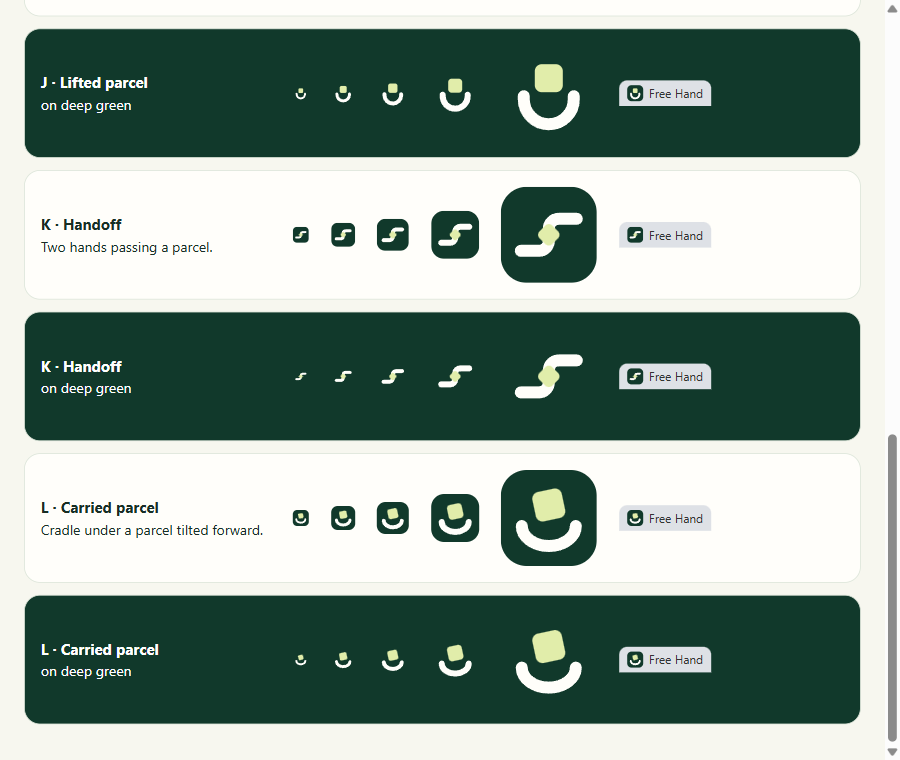 J · Lifted parcel
on deep green
Free Hand
K · Handoff
Two hands passing a parcel.
Free Hand
K · Handoff
on deep green
Free Hand
L · Carried parcel
Cradle under a parcel tilted forward.
Free Hand
L · Carried parcel
on deep green
Free Hand